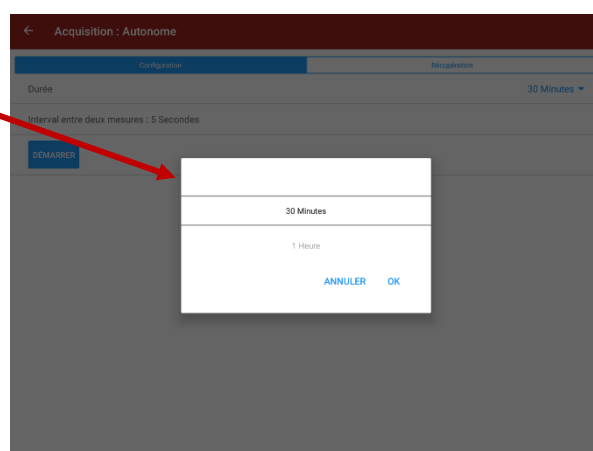 Acquisition : Autonome
Configuration Récupération
Durée 30 Minutes
Interval entre deux mesures : 5 Secondes
DÉMARRER
30 Minutes
1 Heure
ANNULER OK